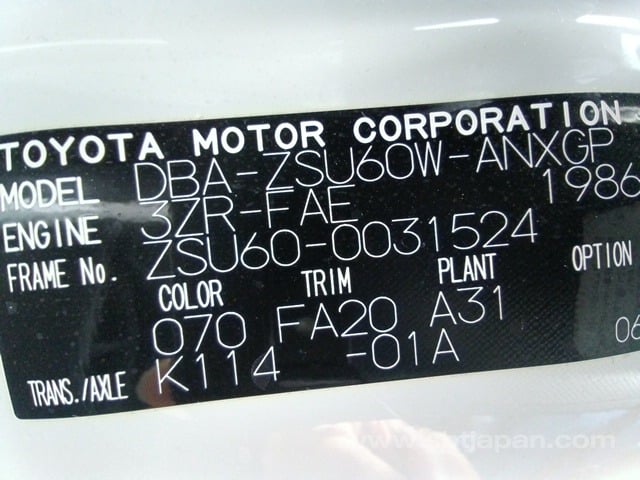 TOYOTA MOTOR CORPORATION
MODEL DBA-ZSU60W-ANXGP
ENGINE 3ZR-FAE 1986
FRAME No. ZSU60-0031524
COLOR TRIM PLANT OPTION
070 FA20 A31
TRANS./AXLE K114 -01A 06